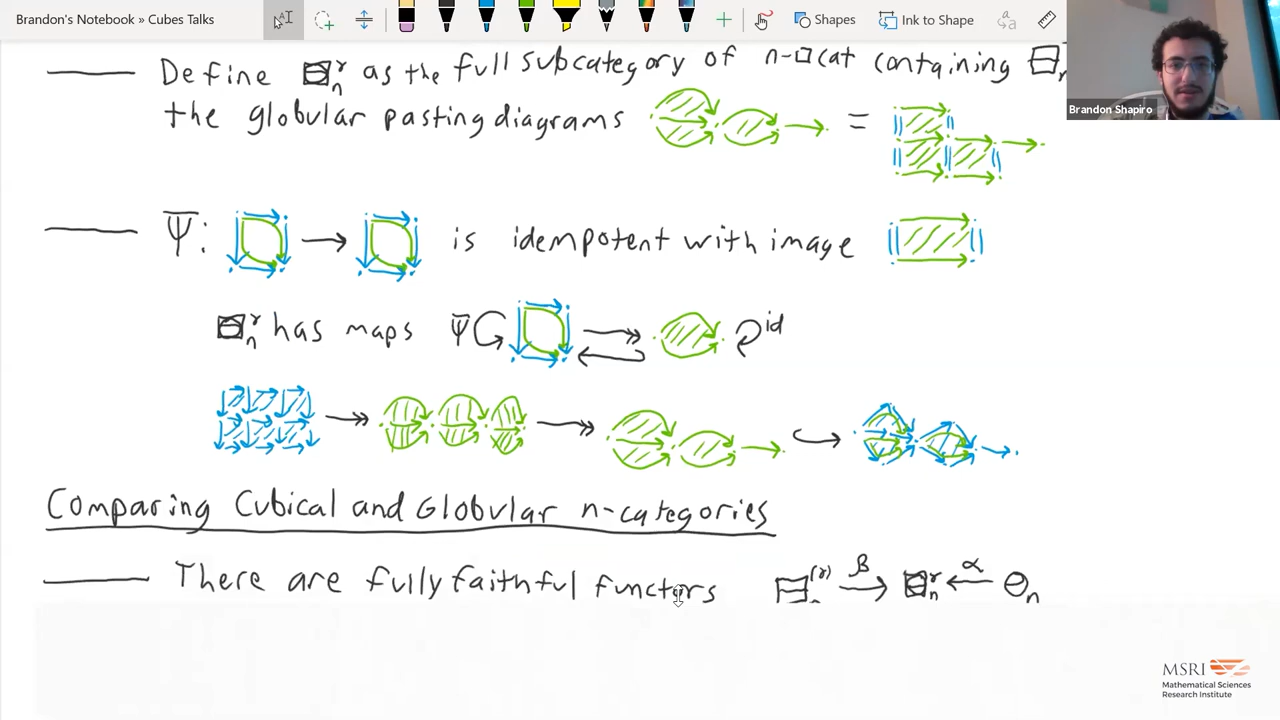 Brandon's Notebook » Cubes Talks
Shapes
Ink to Shape
Define ⊟ₙʳ as the full subcategory of n-□cat containing ⊟ₙ
the globular pasting diagrams =
Brandon Shapiro
Ψ: → is idempotent with image
⊟ₙʳ has maps Ψ id
Comparing Cubical and Globular n-categories
There are fully faithful functors ⊟ₙ⁽ʳ⁾ →β ⊟ₙʳ ←α Θₙ
MSRI
Mathematical Sciences
Research Institute